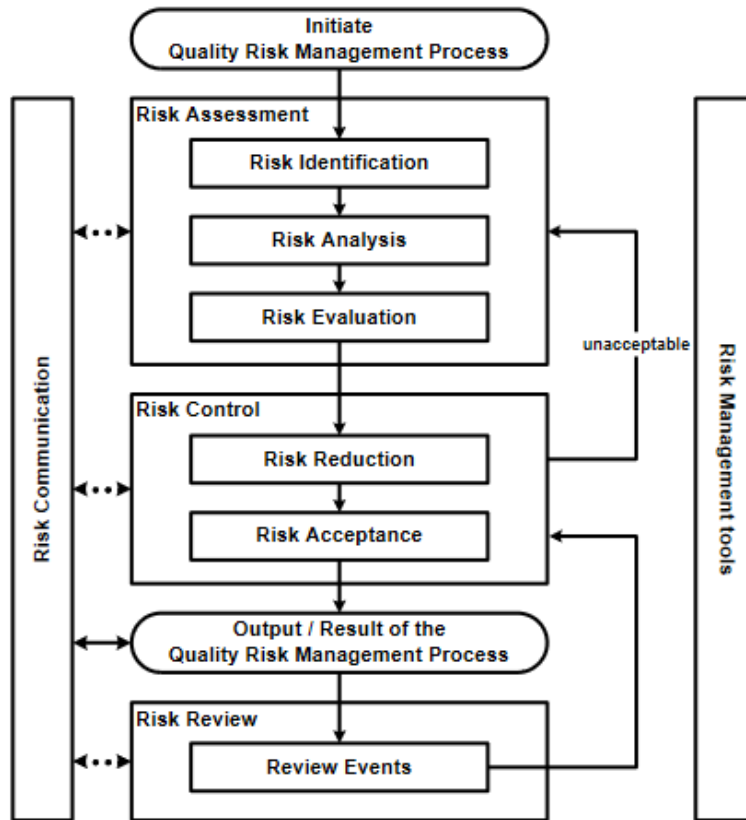 Initiate
Quality Risk Management Process
Risk Assessment
Risk Identification
Risk Analysis
Risk Evaluation
unacceptable
Risk Control
Risk Reduction
Risk Acceptance
Output / Result of the
Quality Risk Management Process
Risk Review
Review Events
Risk Communication
Risk Management tools